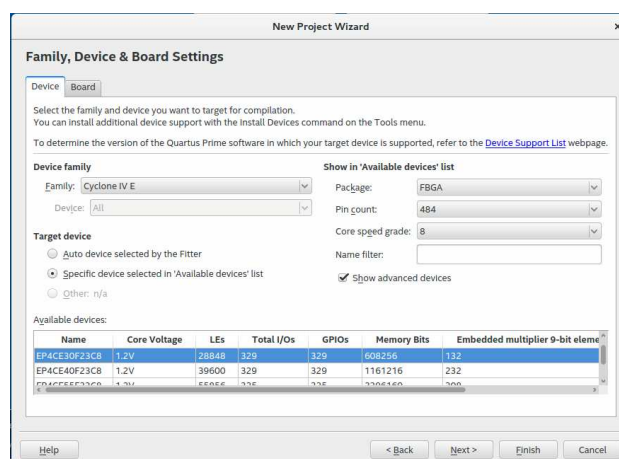 New Project Wizard
Family, Device & Board Settings
Device Board
Select the family and device you want to target for compilation.
You can install additional device support with the Install Devices command on the Tools menu.
To determine the version of the Quartus Prime software in which your target device is supported, refer to the Device Support List webpage.
Device family
Family: Cyclone IV E
Device: All
Target device
Auto device selected by the Fitter
Specific device selected in 'Available devices' list
Other: n/a
Show in 'Available devices' list
Package: FBGA
Pin count: 484
Core speed grade: 8
Name filter:
Show advanced devices
Available devices:
Name Core Voltage LEs Total I/Os GPIOs Memory Bits Embedded multiplier 9-bit eleme
EP4CE30F23C8 1.2V 28848 329 329 608256 132
EP4CE40F23C8 1.2V 39600 329 329 1161216 232
Help < Back Next > Finish Cancel